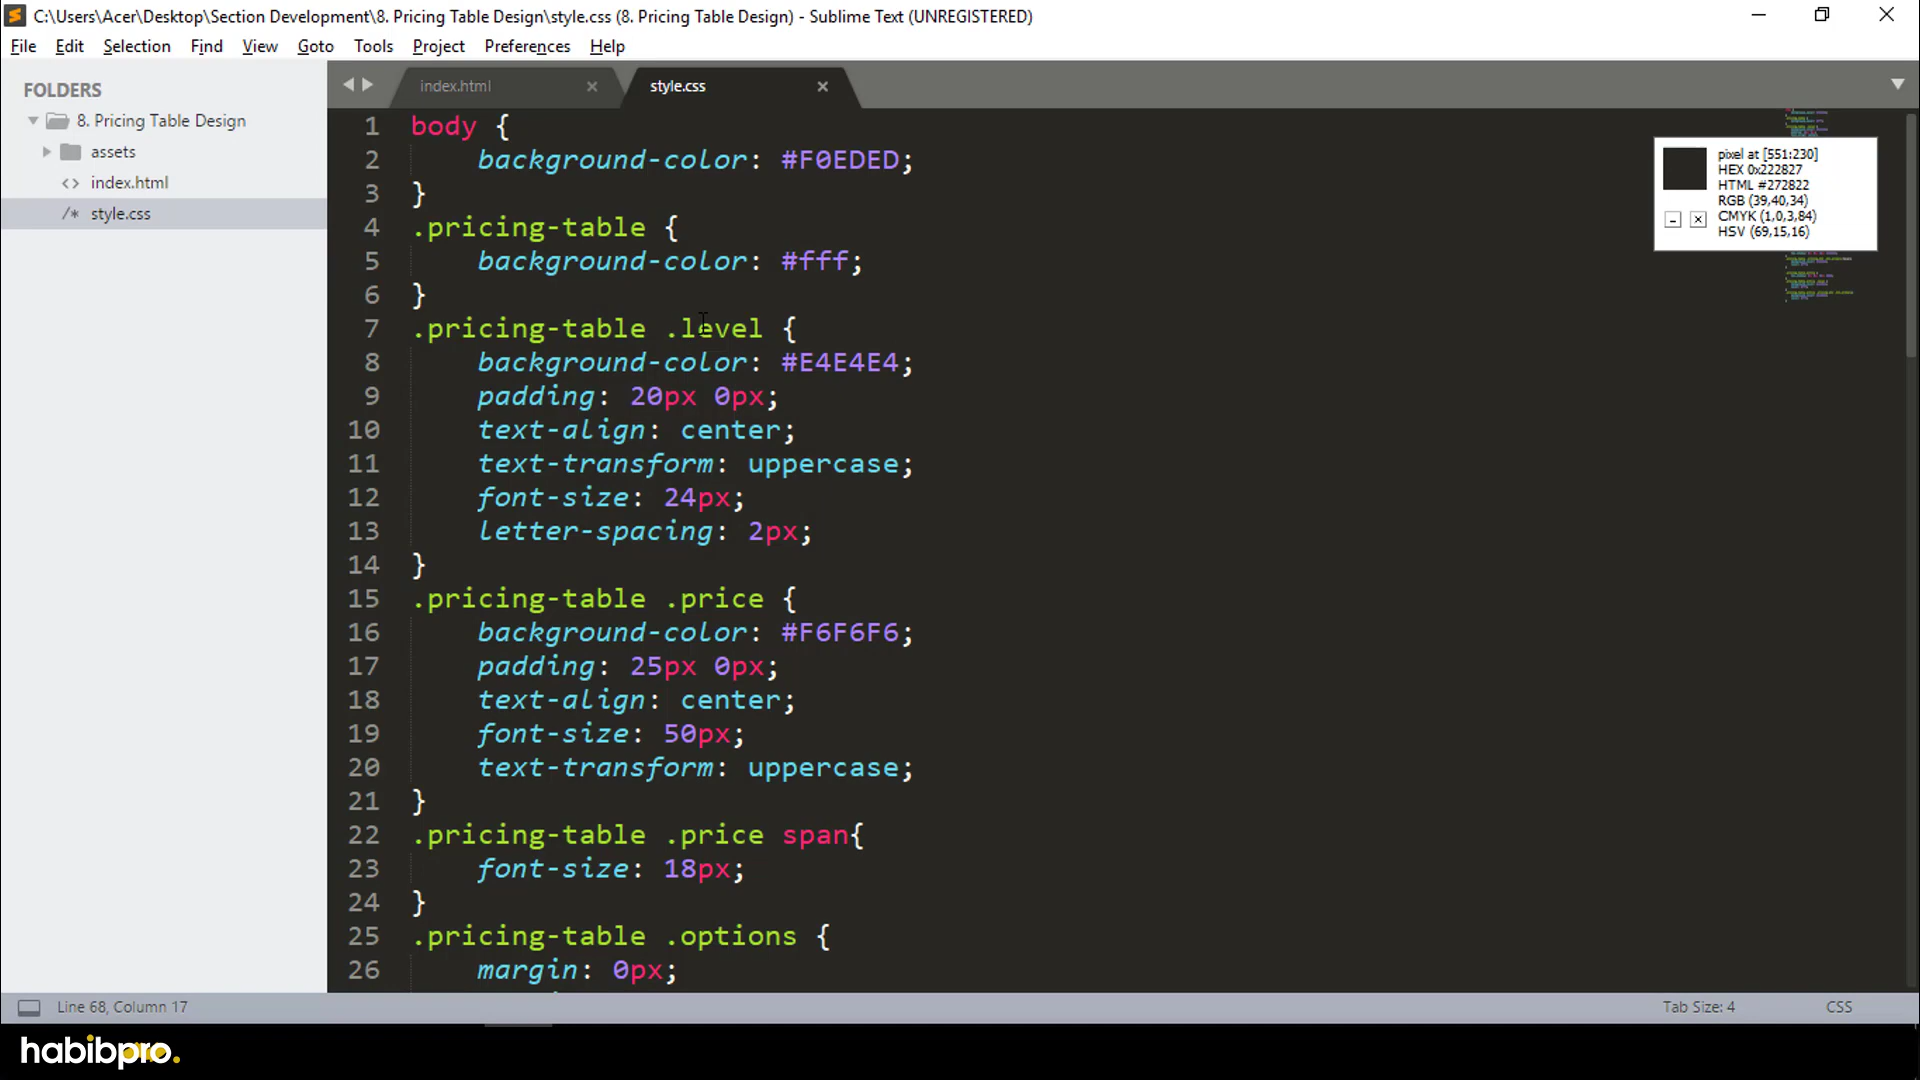 C:\Users\Acer\Desktop\Section Development\8. Pricing Table Design\style.css (8. Pricing Table Design) - Sublime Text (UNREGISTERED)
File Edit Selection Find View Goto Tools Project Preferences Help
FOLDERS
8. Pricing Table Design
assets
<> index.html
/* style.css
index.html
style.css
1 body {
2 background-color: #F0EDED;
3 }
4 .pricing-table {
5 background-color: #fff;
6 }
7 .pricing-table .level {
8 background-color: #E4E4E4;
9 padding: 20px 0px;
10 text-align: center;
11 text-transform: uppercase;
12 font-size: 24px;
13 letter-spacing: 2px;
14 }
15 .pricing-table .price {
16 background-color: #F6F6F6;
17 padding: 25px 0px;
18 text-align: center;
19 font-size: 50px;
20 text-transform: uppercase;
21 }
22 .pricing-table .price span{
23 font-size: 18px;
24 }
25 .pricing-table .options {
26 margin: 0px;
pixel at [551:230]
HEX 0x222827
HTML #272822
RGB (39,40,34)
CMYK (1,0,3,84)
HSV (69,15,16)
Line 68, Column 17
Tab Size: 4
CSS
habibpro.